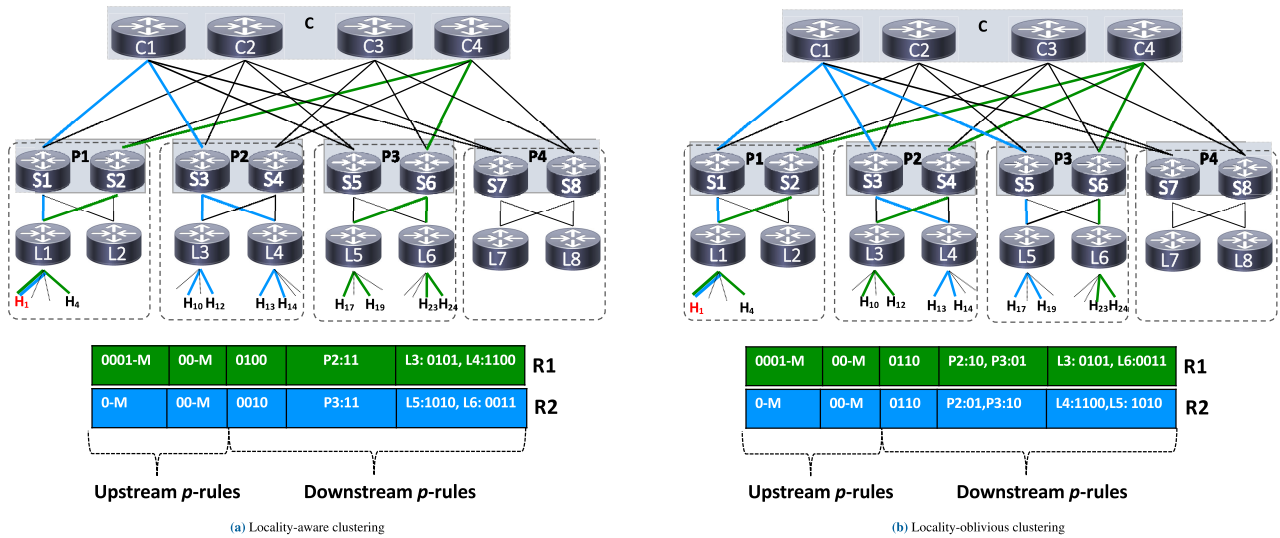 C
C1 C2 C3 C4
P1 P2 P3 P4
S1 S2 S3 S4 S5 S6 S7 S8
L1 L2 L3 L4 L5 L6 L7 L8
H1 H4 H10 H12 H13 H14 H17 H19 H23 H24
0001-M 00-M 0100 P2:11 L3: 0101, L4:1100 R1
0-M 00-M 0010 P3:11 L5:1010, L6: 0011 R2
Upstream p-rules Downstream p-rules
(a) Locality-aware clustering
C
C1 C2 C3 C4
P1 P2 P3 P4
S1 S2 S3 S4 S5 S6 S7 S8
L1 L2 L3 L4 L5 L6 L7 L8
H1 H4 H10 H12 H13 H14 H17 H19 H23 H24
0001-M 00-M 0110 P2:10, P3:01 L3: 0101, L6:0011 R1
0-M 00-M 0110 P2:01,P3:10 L4:1100,L5: 1010 R2
Upstream p-rules Downstream p-rules
(b) Locality-oblivious clustering